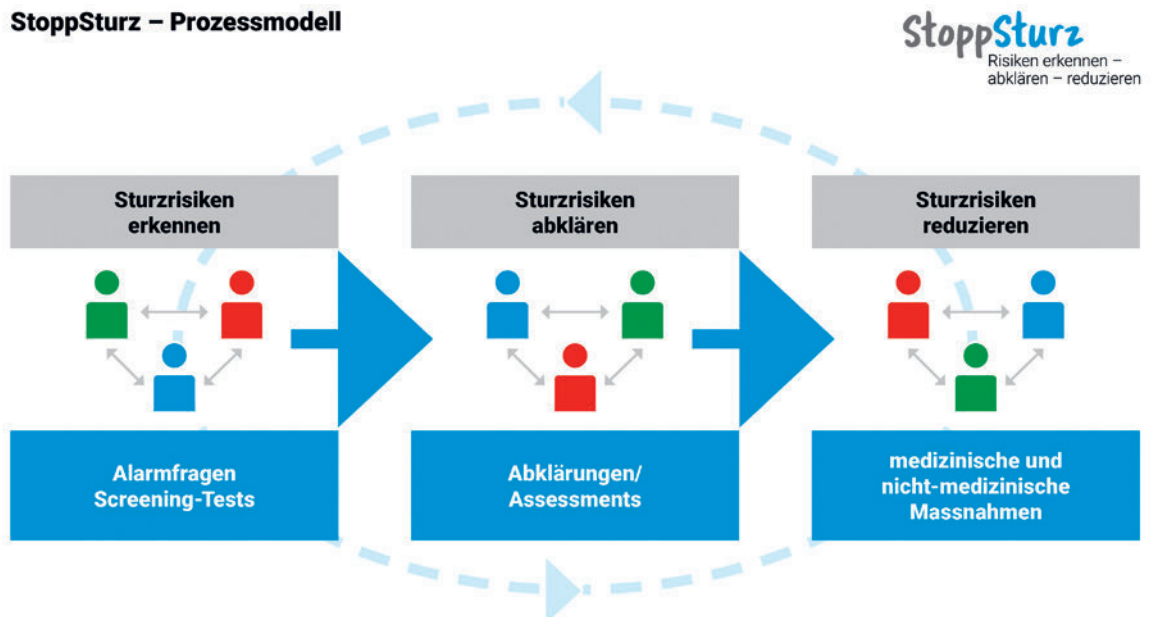 StoppSturz – Prozessmodell
StoppSturz
Risiken erkennen –
abklären – reduzieren
Sturzrisiken
erkennen
Sturzrisiken
abklären
Sturzrisiken
reduzieren
Alarmfragen
Screening-Tests
Abklärungen/
Assessments
medizinische und
nicht-medizinische
Massnahmen